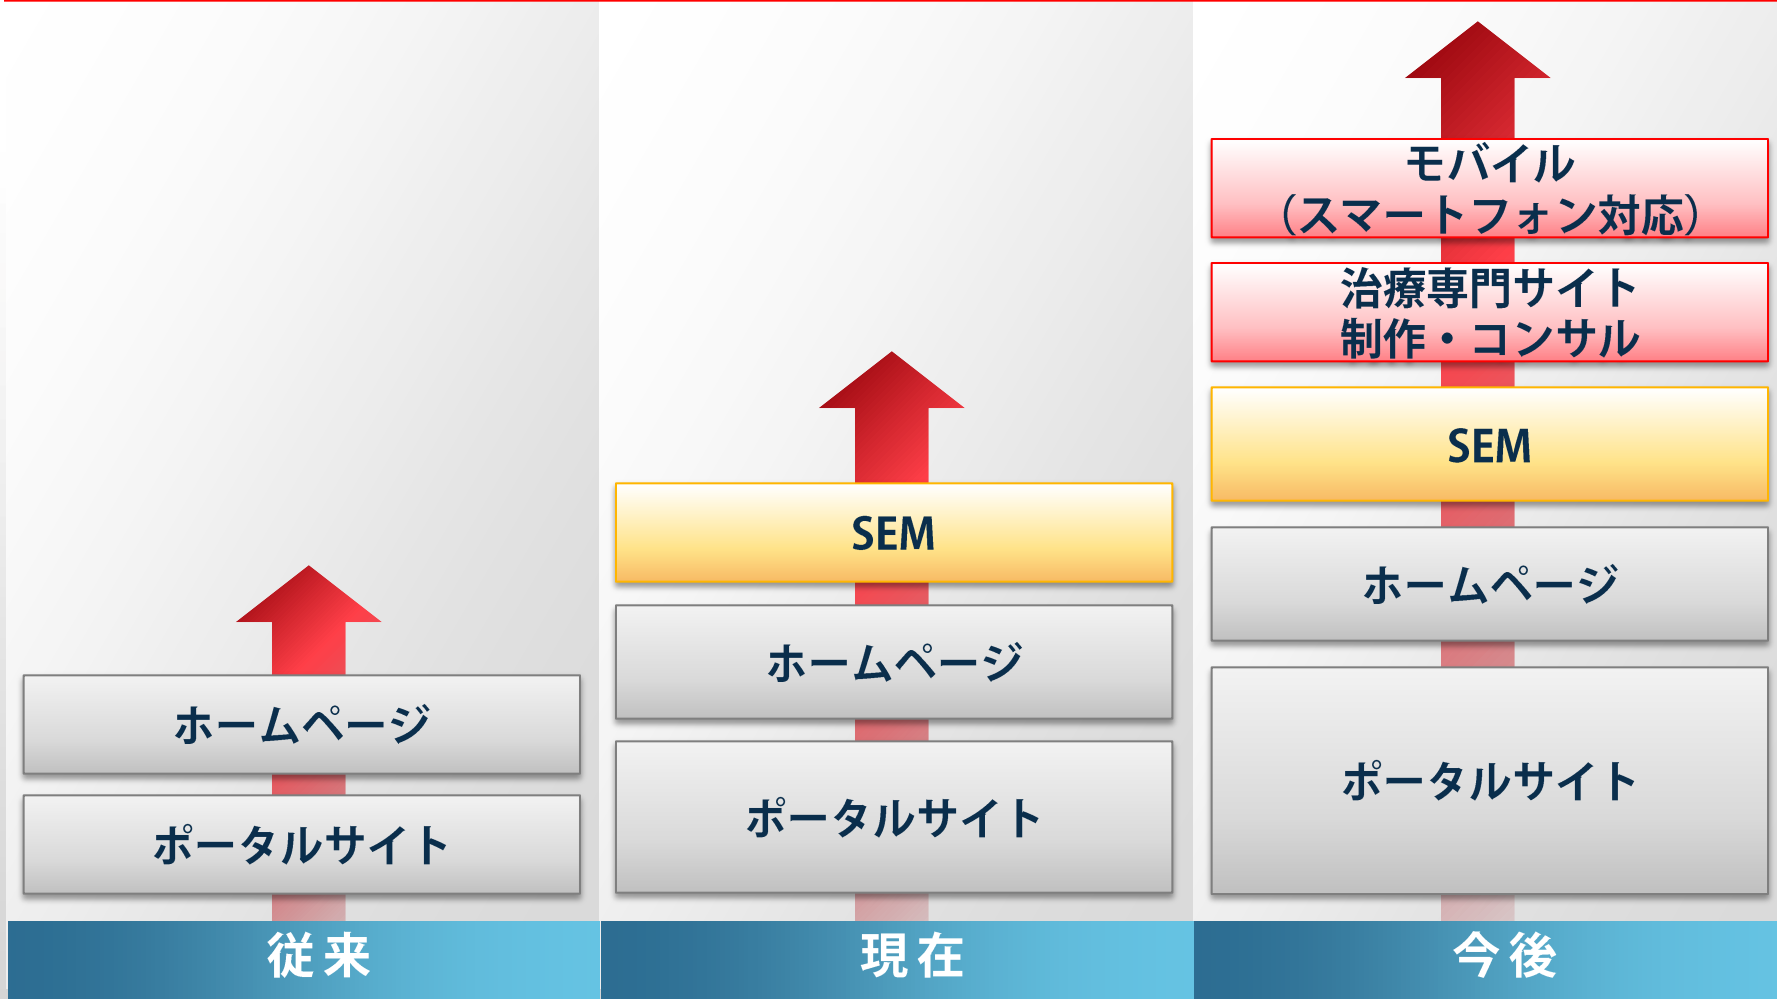 ホームページ
ポータルサイト
従来
SEM
ホームページ
ポータルサイト
現在
モバイル
（スマートフォン対応）
治療専門サイト
制作・コンサル
SEM
ホームページ
ポータルサイト
今後